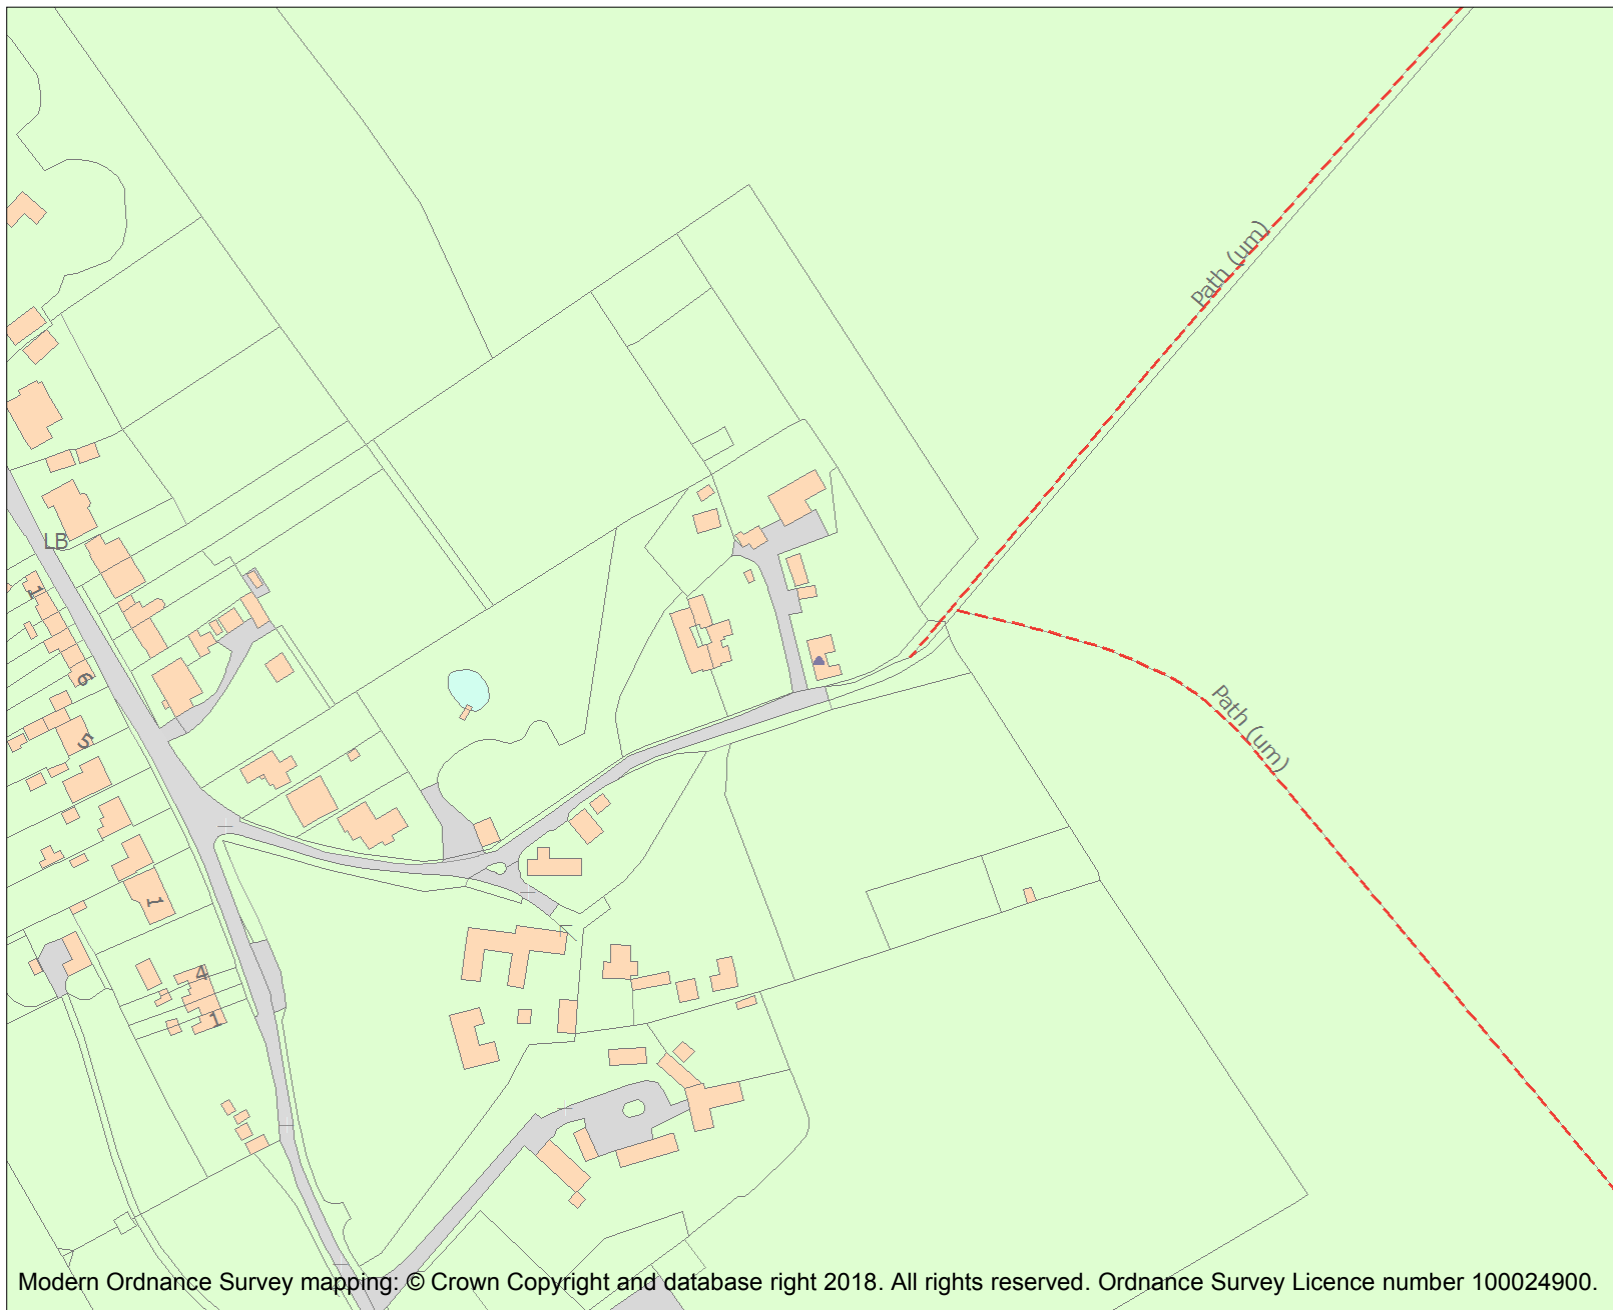 Path (um)
LB
1
6
Path (um)
5
1
4
1
Modern Ordnance Survey mapping: © Crown Copyright and database right 2018. All rights reserved. Ordnance Survey Licence number 100024900.